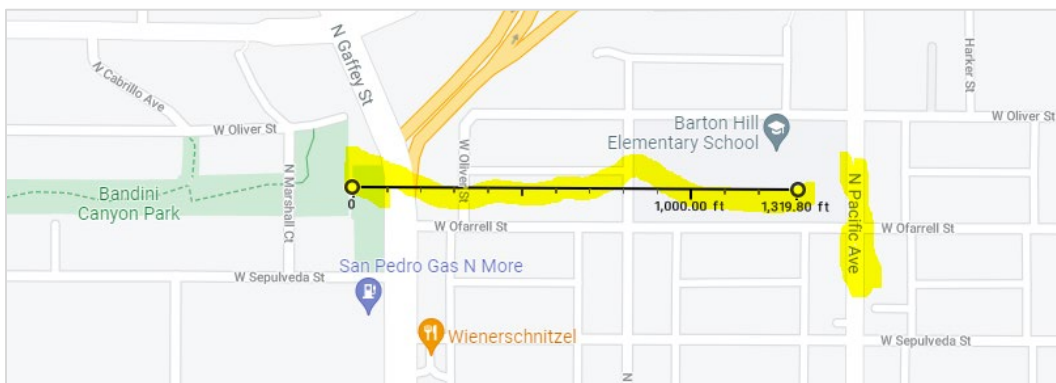 N Gaffey St
N Cabrillo Ave
Harker St
W Oliver St
W Oliver St
Barton Hill
Elementary School
N Marshall Ct
W Oliver St
Bandini
Canyon Park
0.
1,000.00 ft
1,319.80 ft
N Pacific Ave
W Ofarrell St
W Ofarrell St
San Pedro Gas N More
W Sepulveda St
Wienerschnitzel
W Sepulveda St
N